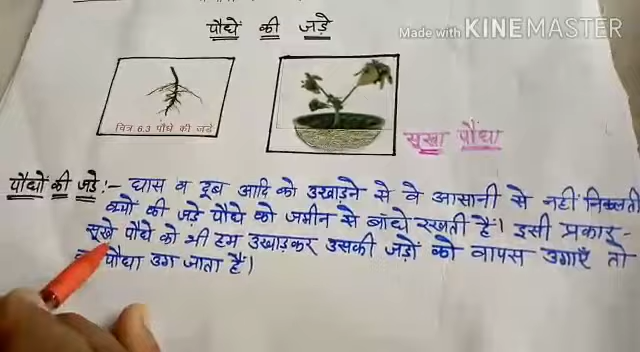 Made with KINEMASTER
पौधें की जड़े
चित्र 6.3 पौधे की जड़ें
सूखा पौधा
पौधों की जड़े:- घास व दूब आदि को उखाड़ने से वे आसानी से नहीं निकलती
क्यों की जड़े पौधे को जमीन से बाँधे रखती हैं। इसी प्रकार -
सूखे पौधे को भी हम उखाड़कर उसकी जड़ों को वापस उगाएँ तो
पौधा उग जाता हैं।